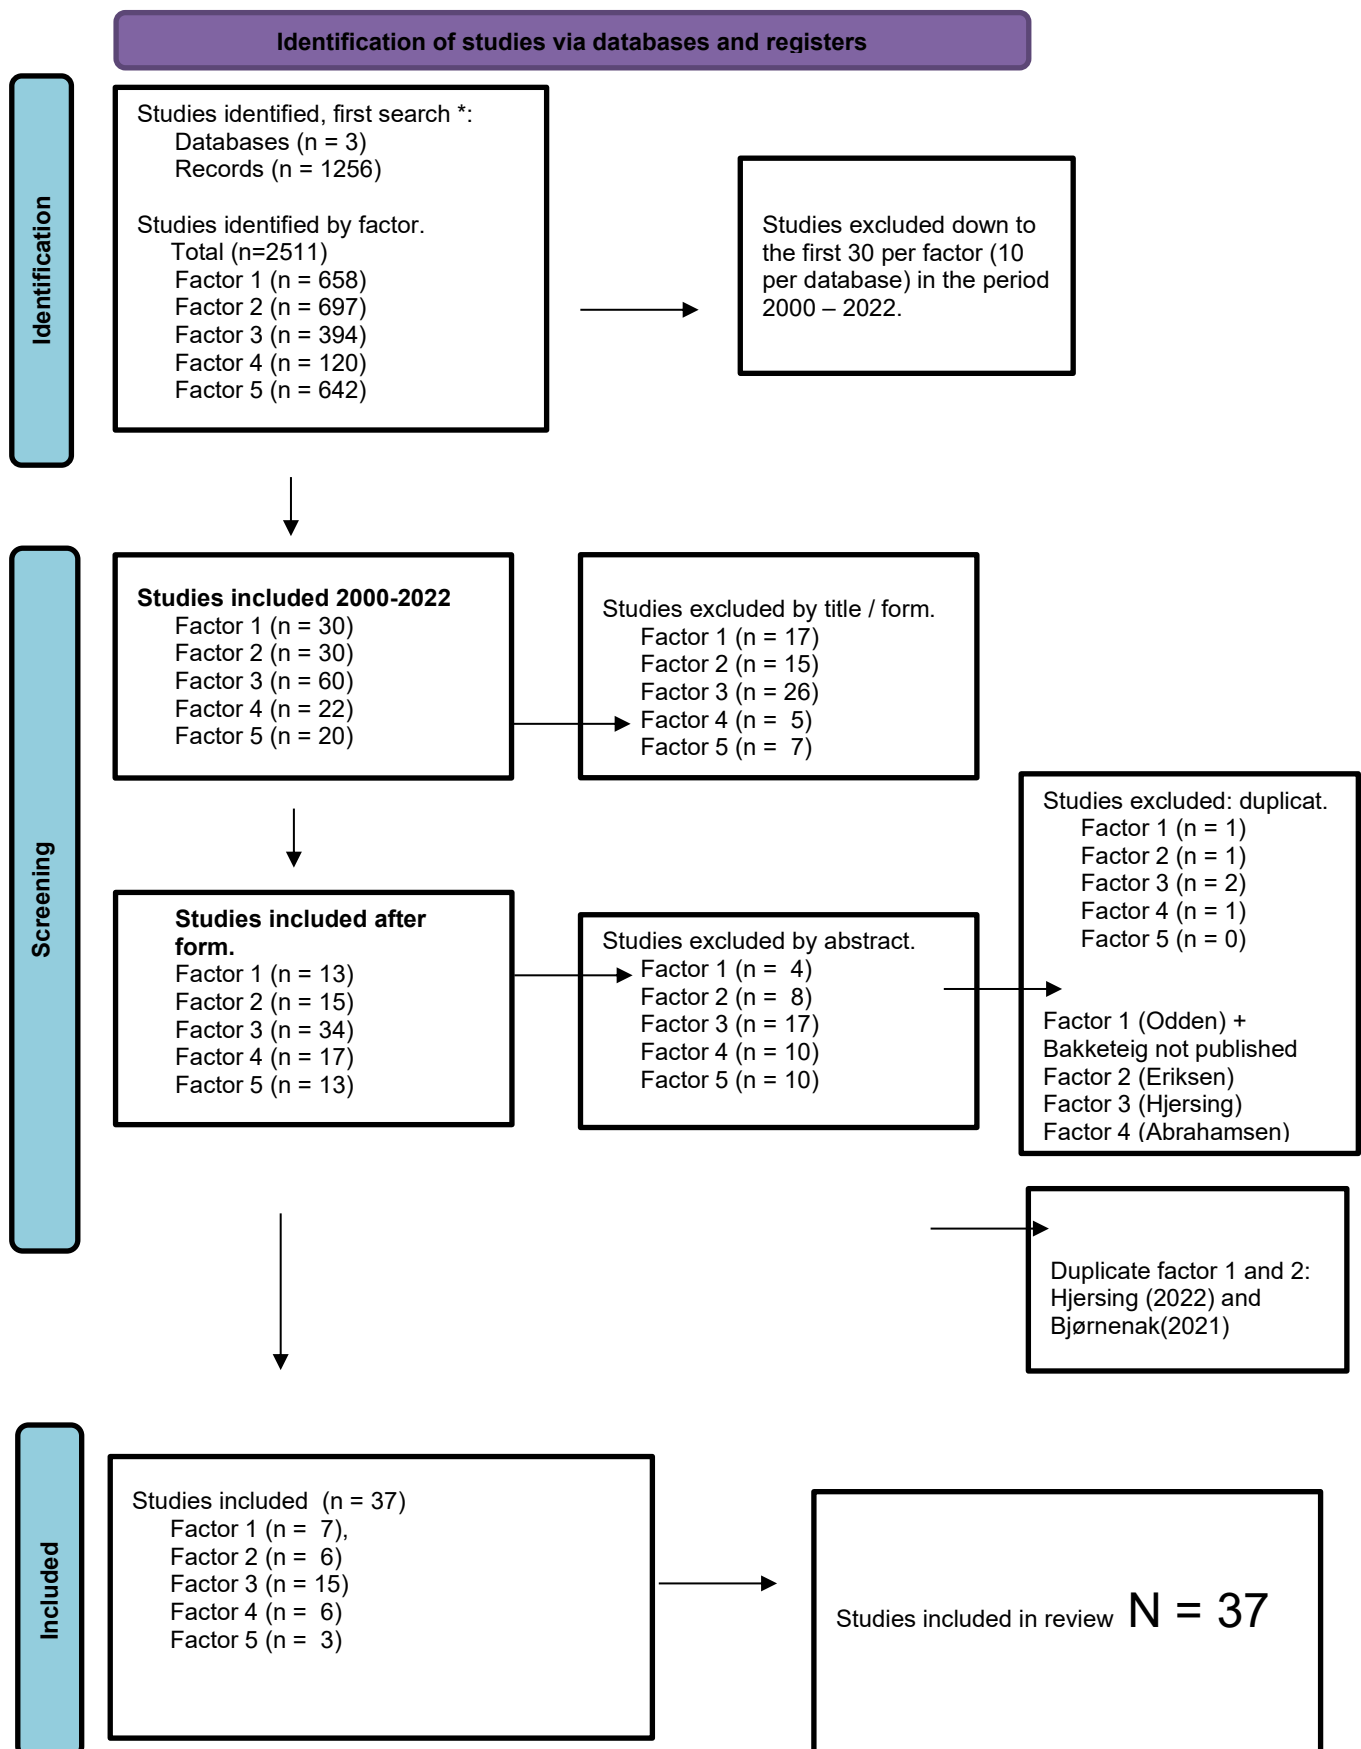 Identification of studies via databases and registers
Identification
Studies identified, first search *:
Databases (n = 3)
Records (n = 1256)
Studies identified by factor.
Total (n=2511)
Factor 1 (n = 658)
Factor 2 (n = 697)
Factor 3 (n = 394)
Factor 4 (n = 120)
Factor 5 (n = 642)
Studies excluded down to
the first 30 per factor (10
per database) in the period
2000 – 2022.
Screening
Studies included 2000-2022
Factor 1 (n = 30)
Factor 2 (n = 30)
Factor 3 (n = 60)
Factor 4 (n = 22)
Factor 5 (n = 20)
Studies excluded by title / form.
Factor 1 (n = 17)
Factor 2 (n = 15)
Factor 3 (n = 26)
Factor 4 (n =  5)
Factor 5 (n =  7)
Studies included after
form.
Factor 1 (n = 13)
Factor 2 (n = 15)
Factor 3 (n = 34)
Factor 4 (n = 17)
Factor 5 (n = 13)
Studies excluded by abstract.
Factor 1 (n =  4)
Factor 2 (n =  8)
Factor 3 (n = 17)
Factor 4 (n = 10)
Factor 5 (n = 10)
Studies excluded: duplicat.
Factor 1 (n = 1)
Factor 2 (n = 1)
Factor 3 (n = 2)
Factor 4 (n = 1)
Factor 5 (n = 0)
Factor 1 (Odden) +
Bakketeig not published
Factor 2 (Eriksen)
Factor 3 (Hjersing)
Factor 4 (Abrahamsen)
Duplicate factor 1 and 2:
Hjersing (2022) and
Bjørnenak(2021)
Included
Studies included  (n = 37)
Factor 1 (n =  7),
Factor 2 (n =  6)
Factor 3 (n = 15)
Factor 4 (n =  6)
Factor 5 (n =  3)
Studies included in review N = 37